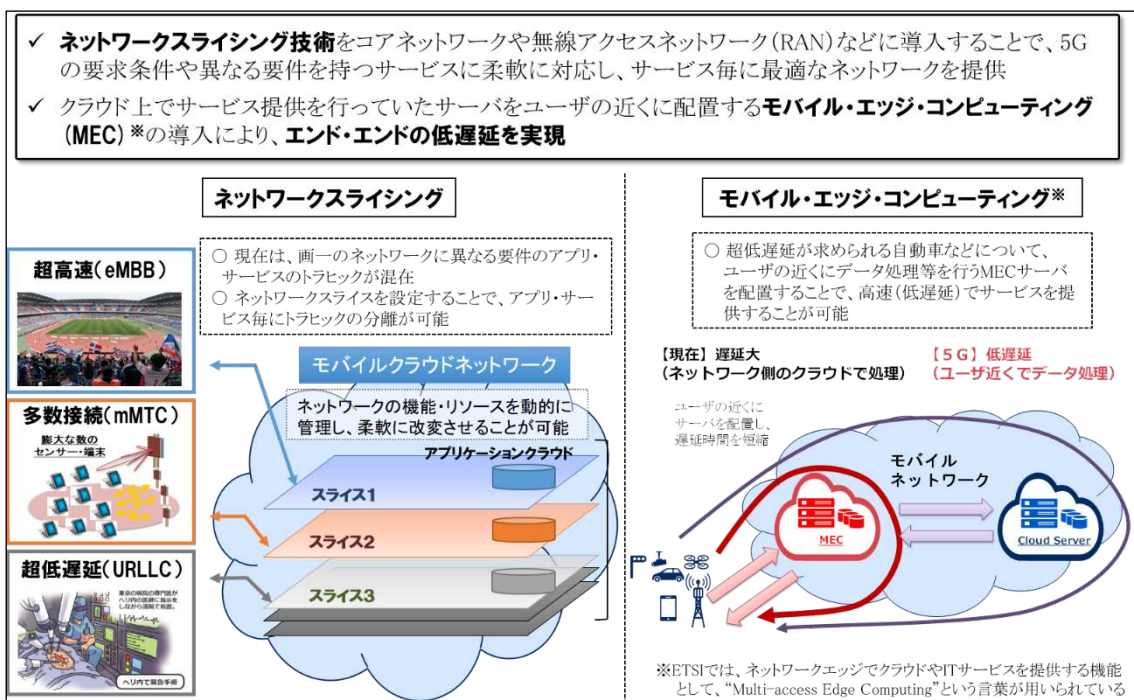 ✓ ネットワークスライシング技術をコアネットワークや無線アクセスネットワーク(RAN)などに導入することで、5G
の要求条件や異なる要件を持つサービスに柔軟に対応し、サービス毎に最適なネットワークを提供
✓ クラウド上でサービス提供を行っていたサーバをユーザの近くに配置するモバイル・エッジ・コンピューティング
(MEC)※の導入により、エンド・エンドの低遅延を実現
ネットワークスライシング
超高速(eMBB)
多数接続(mMTC)
膨大な数の
センサー・端末
超低遅延(URLLC)
東京の病院の専門医が
ヘリ内の医師に指示を
しながら遠隔で処置。
ヘリ内で緊急手術
○ 現在は、画一のネットワークに異なる要件のアプリ・
サービスのトラヒックが混在
○ ネットワークスライスを設定することで、アプリ・サー
ビス毎にトラヒックの分離が可能
モバイルクラウドネットワーク
ネットワークの機能・リソースを動的に
管理し、柔軟に改変させることが可能
アプリケーションクラウド
スライス1
スライス2
スライス3
モバイル・エッジ・コンピューティング※
○ 超低遅延が求められる自動車などについて、
ユーザの近くにデータ処理等を行うMECサーバ
を配置することで、高速(低遅延)でサービスを提
供することが可能
【現在】遅延大
(ネットワーク側のクラウドで処理)
【5G】低遅延
(ユーザ近くでデータ処理)
ユーザの近くに
サーバを配置し、
遅延時間を短縮
モバイル
ネットワーク
MEC
Cloud Server
P
※ETSIでは、ネットワークエッジでクラウドやITサービスを提供する機能
として、“Multi-access Edge Computing”という言葉が用いられている